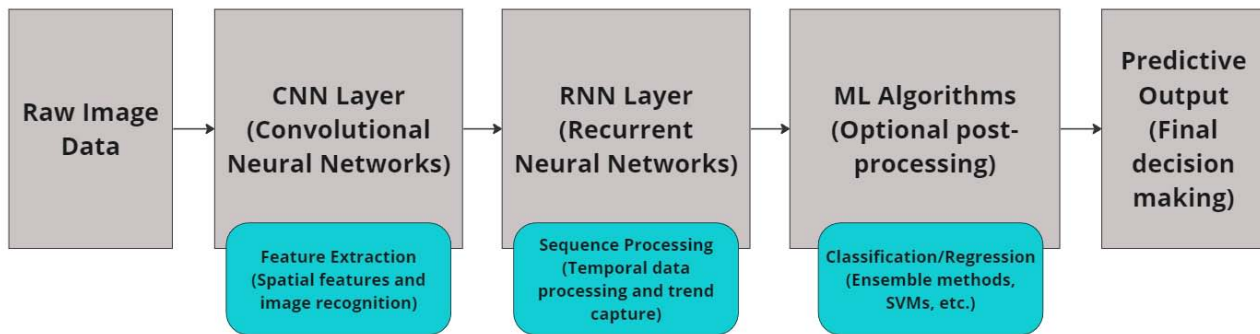 Raw Image
Data
CNN Layer
(Convolutional
Neural Networks)
Feature Extraction
(Spatial features and
image recognition)
RNN Layer
(Recurrent
Neural Networks)
Sequence Processing
(Temporal data
processing and trend
capture)
ML Algorithms
(Optional post-
processing)
Classification/Regression
(Ensemble methods,
SVMs, etc.)
Predictive
Output
(Final
decision
making)